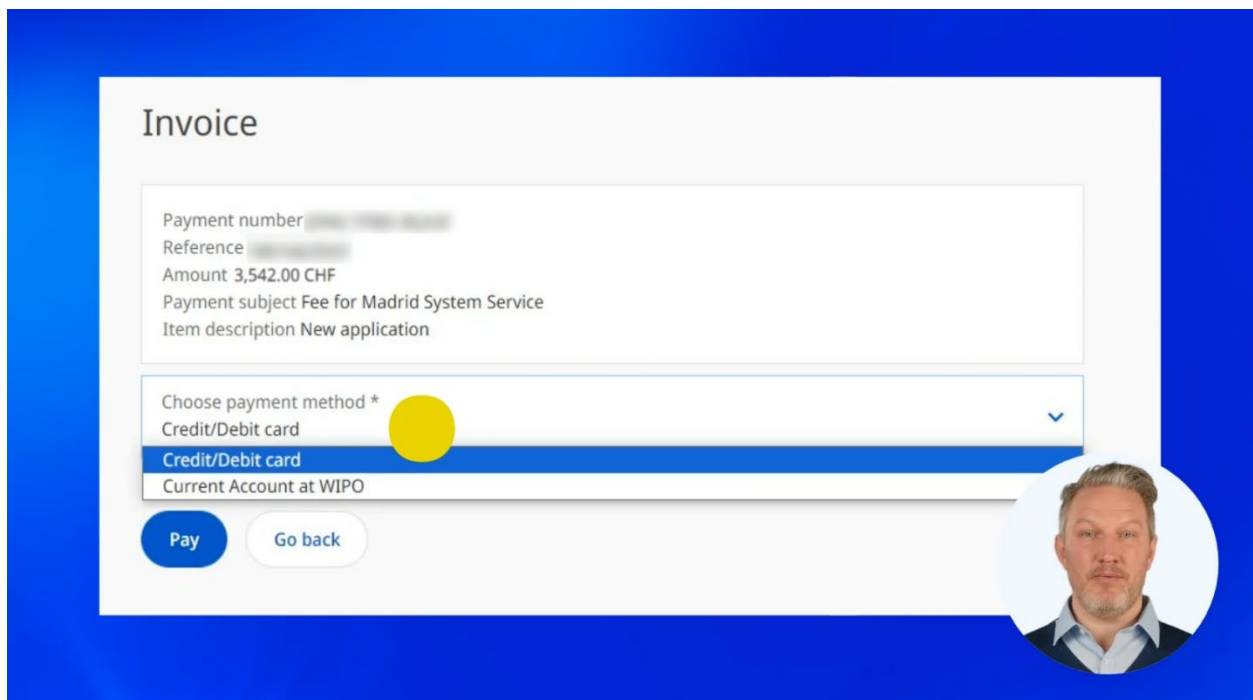 Invoice
Payment number
Reference
Amount 3,542.00 CHF
Payment subject Fee for Madrid System Service
Item description New application
Choose payment method *
Credit/Debit card
Credit/Debit card
Current Account at WIPO
Pay
Go back